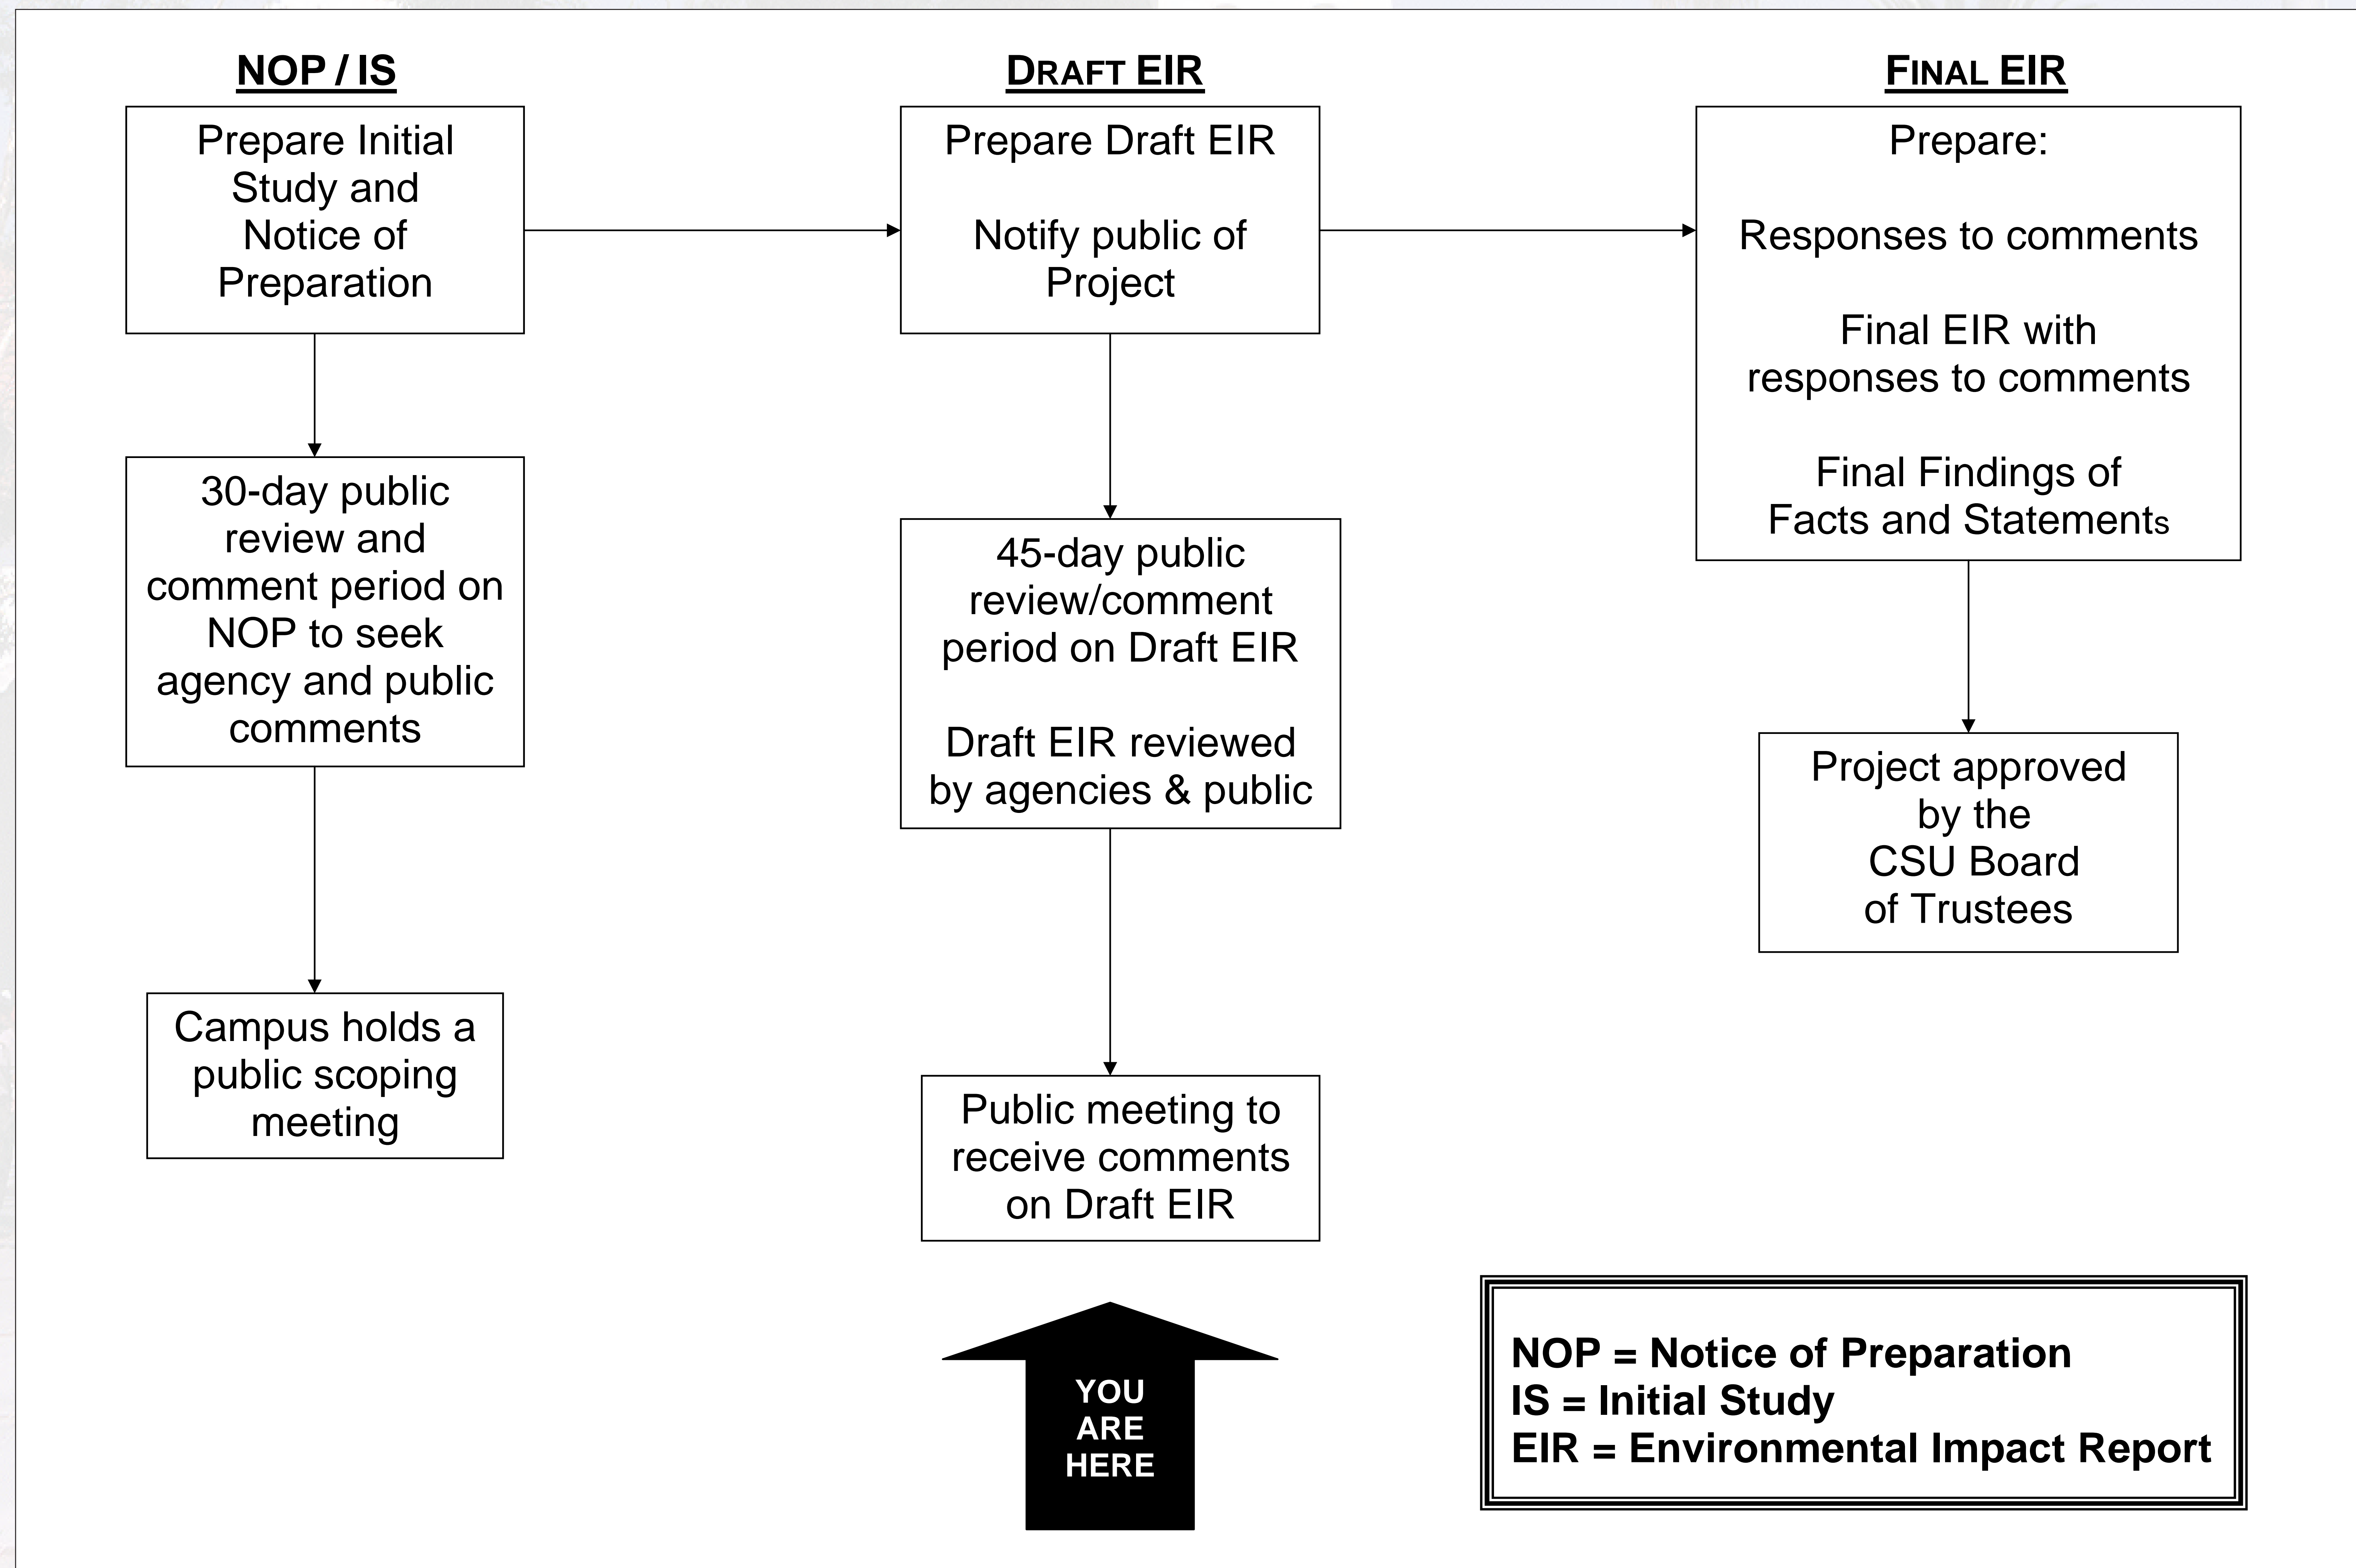 NOP / IS
Prepare Initial
Study and
Notice of
Preparation
30-day public
review and
comment period on
NOP to seek
agency and public
comments
Campus holds a
public scoping
meeting
DRAFT EIR
Prepare Draft EIR
Notify public of
Project
45-day public
review/comment
period on Draft EIR
Draft EIR reviewed
by agencies & public
Public meeting to
receive comments
on Draft EIR
YOU
ARE
HERE
FINAL EIR
Prepare:
Responses to comments
Final EIR with
responses to comments
Final Findings of
Facts and Statements
Project approved
by the
CSU Board
of Trustees
NOP = Notice of Preparation
IS = Initial Study
EIR = Environmental Impact Report